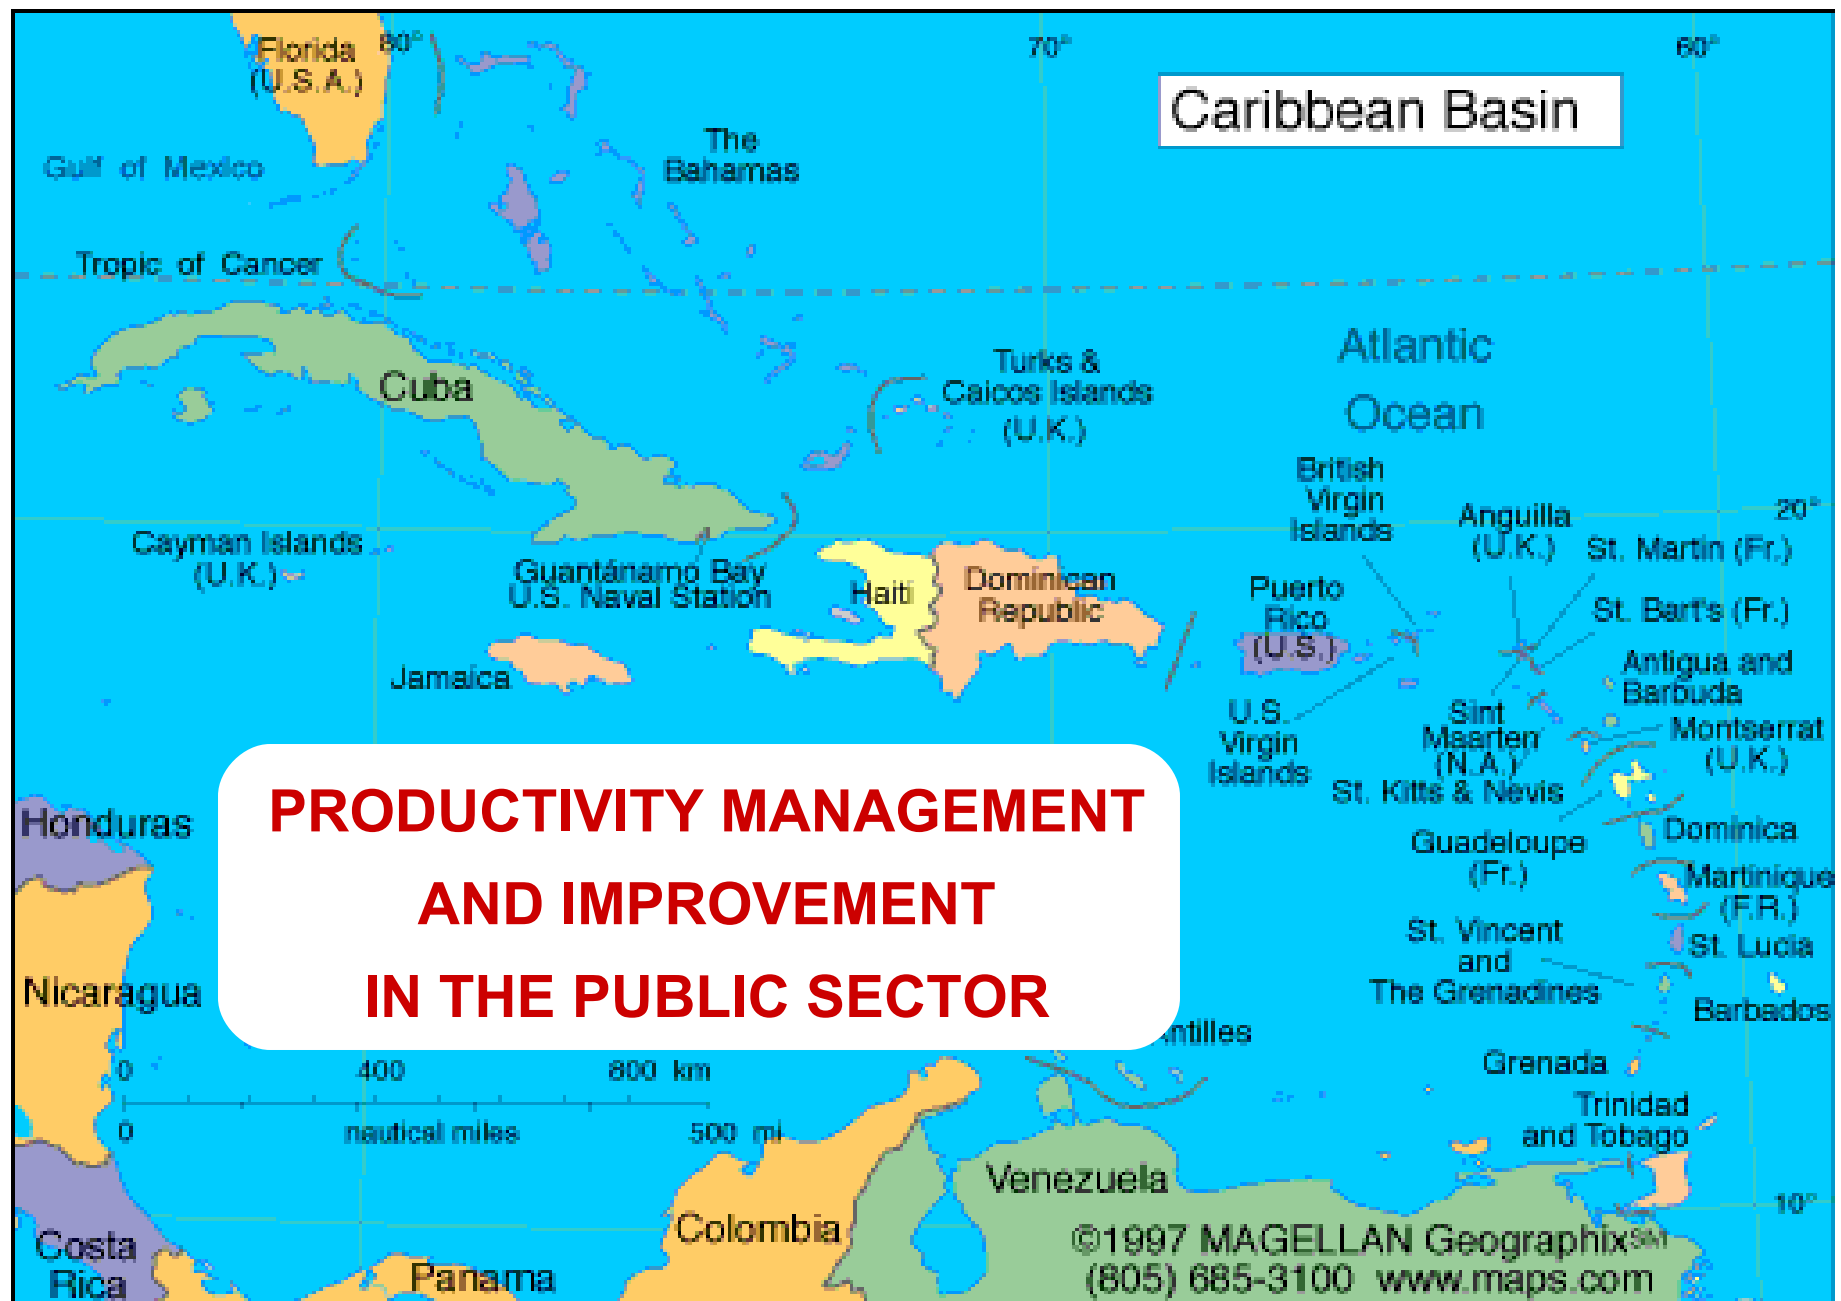 Florida
(U.S.A.)
80°
70°
60°
Caribbean Basin
The
Bahamas
Gulf of Mexico
Tropic of Cancer
Atlantic
Ocean
Cuba
Turks &
Caicos Islands
(U.K.)
British
Virgin
Islands
20°
Anguilla
(U.K.)
St. Martin (Fr.)
Cayman Islands
(U.K.)
Guantánamo Bay
U.S. Naval Station
Haiti
Dominican
Republic
Puerto
Rico
(U.S.)
St. Bart's (Fr.)
Jamaica
Antigua and
Barbuda
U.S.
Virgin
Islands
Sint
Maarten
(N.A.)
Montserrat
(U.K.)
St. Kitts & Nevis
PRODUCTIVITY MANAGEMENT
AND IMPROVEMENT
IN THE PUBLIC SECTOR
Honduras
Guadeloupe
(Fr.)
Dominica
Martinique
(F.R.)
St. Vincent
and
The Grenadines
St. Lucia
Nicaragua
Barbados
ntilles
Grenada
0 400 800 km
0 nautical miles 500 mi
Trinidad
and Tobago
Venezuela
10°
Colombia
Costa
Rica
Panama
©1997 MAGELLAN Geographix℠
(805) 685-3100 www.maps.com